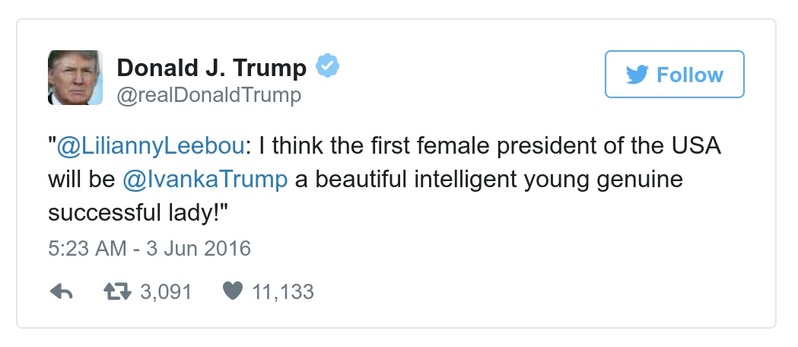 Donald J. Trump
@realDonaldTrump
Follow
"@LiliannyLeebou: I think the first female president of the USA
will be @IvankaTrump a beautiful intelligent young genuine
successful lady!"
5:23 AM - 3 Jun 2016
3,091 11,133